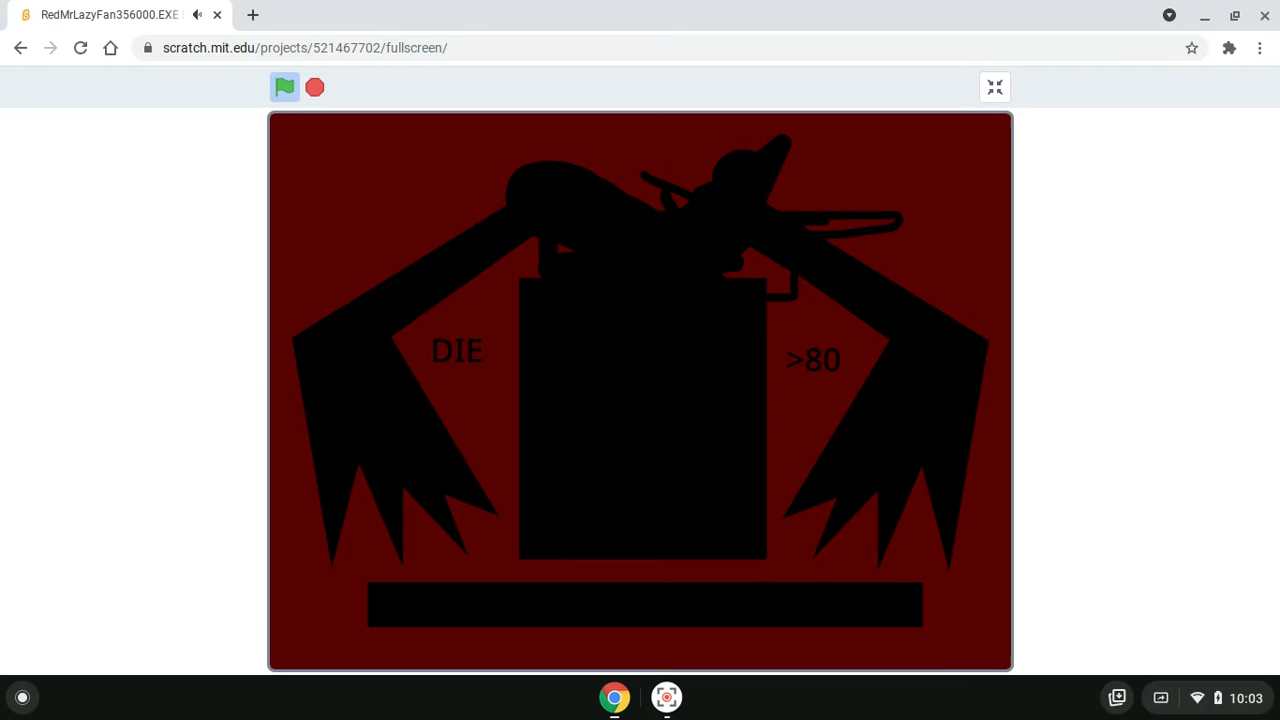 RedMrLazyFan356000.EXE
scratch.mit.edu/projects/521467702/fullscreen/
DIE
>80
10:03